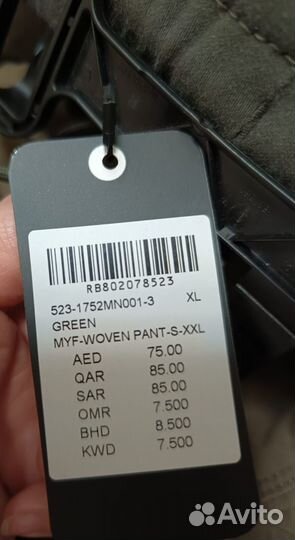 RB802078523
523-1752MN001-3 XL
GREEN
MYF-WOVEN PANT-S-XXL
AED 75.00
QAR 85.00
SAR 85.00
OMR 7.500
BHD 8.500
KWD 7.500
Avito